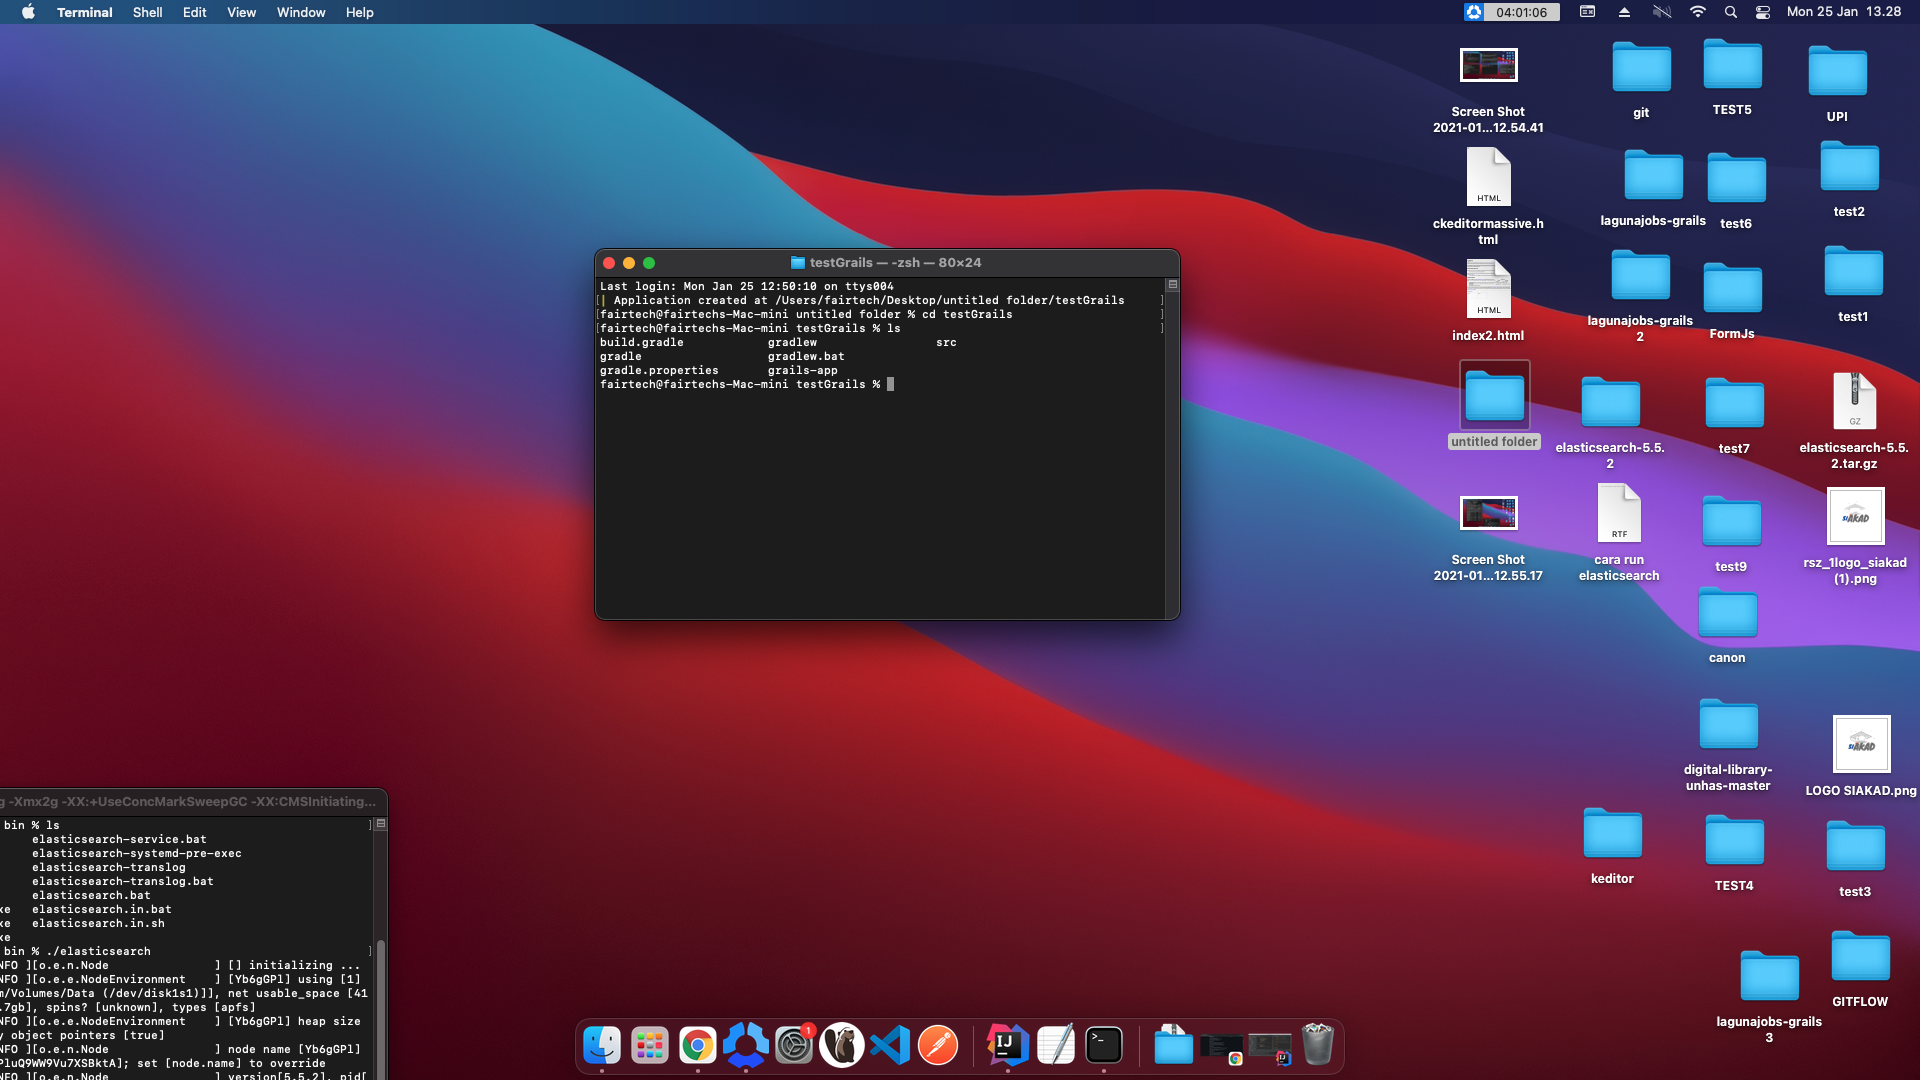 Terminal Shell Edit View Window Help
04:01:06
Mon 25 Jan 13.28
Screen Shot
2021-01...12.54.41
git
TEST5
UPI
HTML
ckeditormassive.h
tml
lagunajobs-grails
test6
test2
HTML
index2.html
lagunajobs-grails
2
FormJs
test1
untitled folder
elasticsearch-5.5.
2
test7
GZ
elasticsearch-5.5.
2.tar.gz
Screen Shot
2021-01...12.55.17
RTF
cara run
elasticsearch
test9
SIAKAD
rsz_1logo_siakad
(1).png
canon
digital-library-
unhas-master
SIAKAD
LOGO SIAKAD.png
keditor
TEST4
test3
lagunajobs-grails
3
GITFLOW
testGrails — -zsh — 80×24
Last login: Mon Jan 25 12:50:10 on ttys004
[| Application created at /Users/fairtech/Desktop/untitled folder/testGrails ]
[fairtech@fairtechs-Mac-mini untitled folder % cd testGrails ]
[fairtech@fairtechs-Mac-mini testGrails % ls ]
build.gradle gradlew src
gradle gradlew.bat
gradle.properties grails-app
fairtech@fairtechs-Mac-mini testGrails %
g -Xmx2g -XX:+UseConcMarkSweepGC -XX:CMSInitiating...
bin % ls ]
elasticsearch-service.bat
elasticsearch-systemd-pre-exec
elasticsearch-translog
elasticsearch-translog.bat
elasticsearch.bat
xe elasticsearch.in.bat
xe elasticsearch.in.sh
xe
bin % ./elasticsearch ]
NFO ][o.e.n.Node ] [] initializing ...
NFO ][o.e.e.NodeEnvironment ] [Yb6gGPl] using [1]
m/Volumes/Data (/dev/disk1s1)]], net usable_space [41
.7gb], spins? [unknown], types [apfs]
NFO ][o.e.e.NodeEnvironment ] [Yb6gGPl] heap size
y object pointers [true]
NFO ][o.e.n.Node ] node name [Yb6gGPl]
PluQ9WW9Vu7XSBktA]; set [node.name] to override
NFO ][o.e.n.Node ] version[5.5.2], pid[
1
IJ
>_